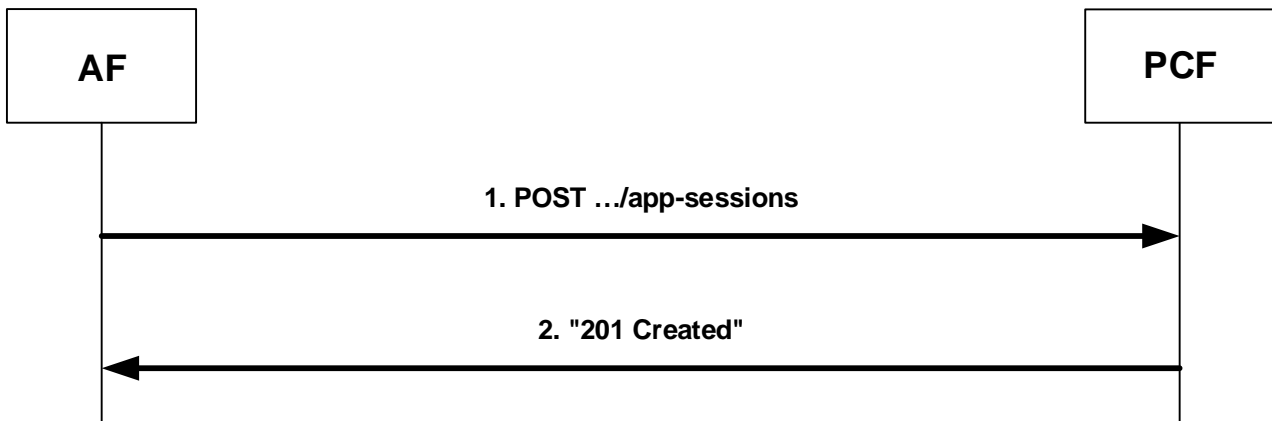 AF
PCF
1. POST …/app-sessions
2. "201 Created"